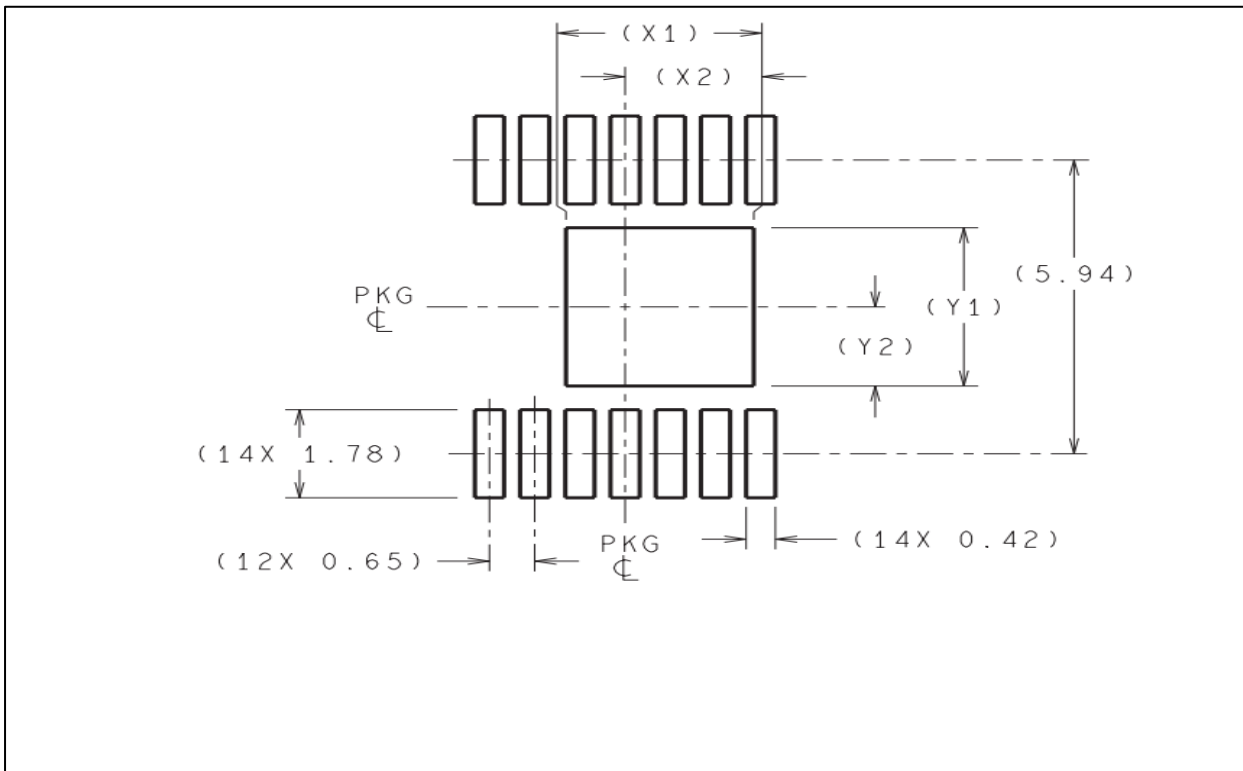 (X1)
(X2)
(5.94)
PKG
℄
(Y1)
(Y2)
(14X 1.78)
(12X 0.65)
PKG
℄
(14X 0.42)